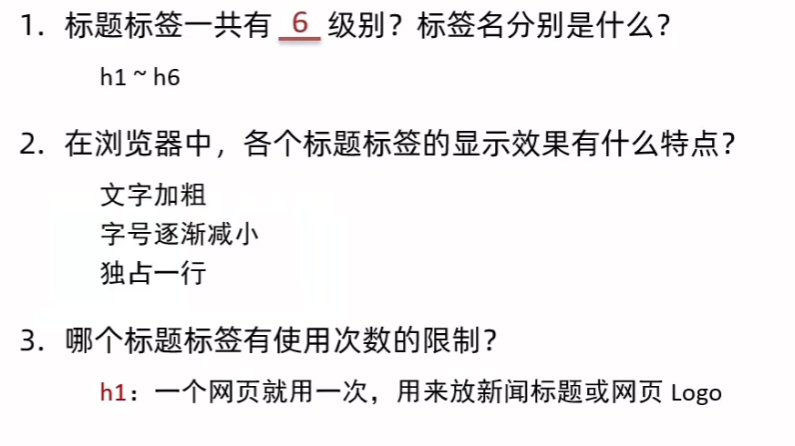 1. 标题标签一共有 6 级别？标签名分别是什么？
h1 ~ h6
2. 在浏览器中，各个标题标签的显示效果有什么特点？
文字加粗
字号逐渐减小
独占一行
3. 哪个标题标签有使用次数的限制？
h1：一个网页就用一次，用来放新闻标题或网页 Logo